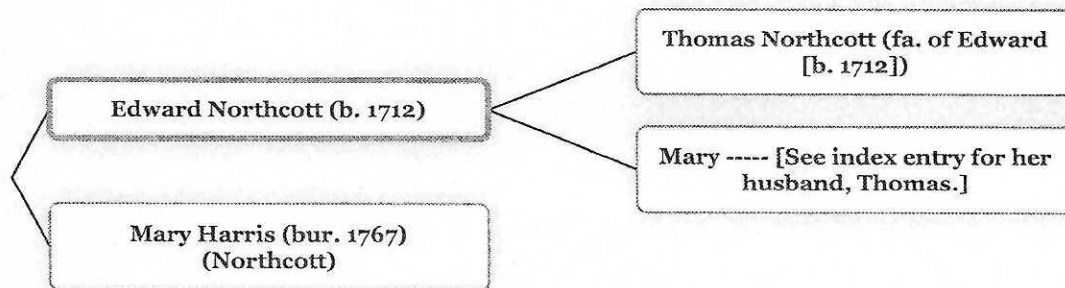 Thomas Northcott (fa. of Edward
[b. 1712])
Edward Northcott (b. 1712)
Mary ----- [See index entry for her
husband, Thomas.]
Mary Harris (bur. 1767)
(Northcott)